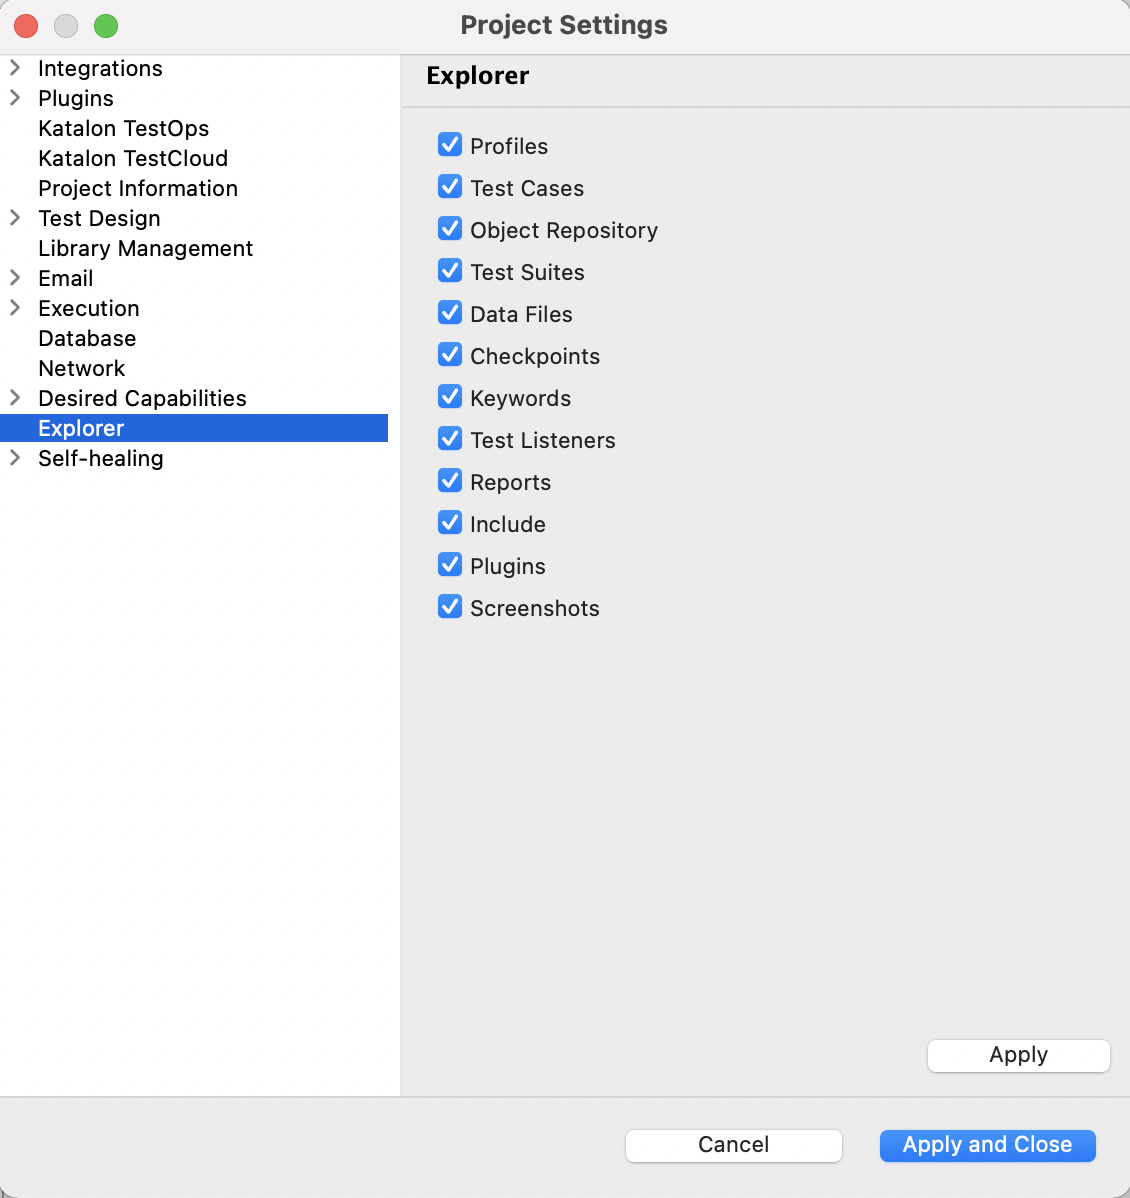 Project Settings
Integrations
Plugins
Katalon TestOps
Katalon TestCloud
Project Information
Test Design
Library Management
Email
Execution
Database
Network
Desired Capabilities
Explorer
Self-healing
Explorer
Profiles
Test Cases
Object Repository
Test Suites
Data Files
Checkpoints
Keywords
Test Listeners
Reports
Include
Plugins
Screenshots
Apply
Cancel
Apply and Close